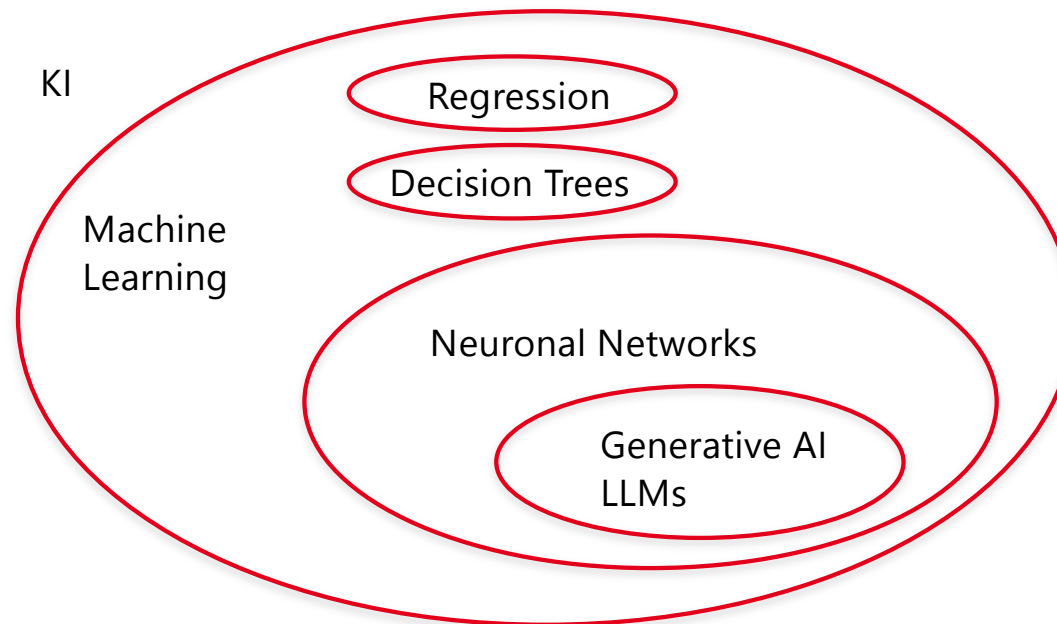 KI
Regression
Decision Trees
Machine
Learning
Neuronal Networks
Generative AI
LLMs